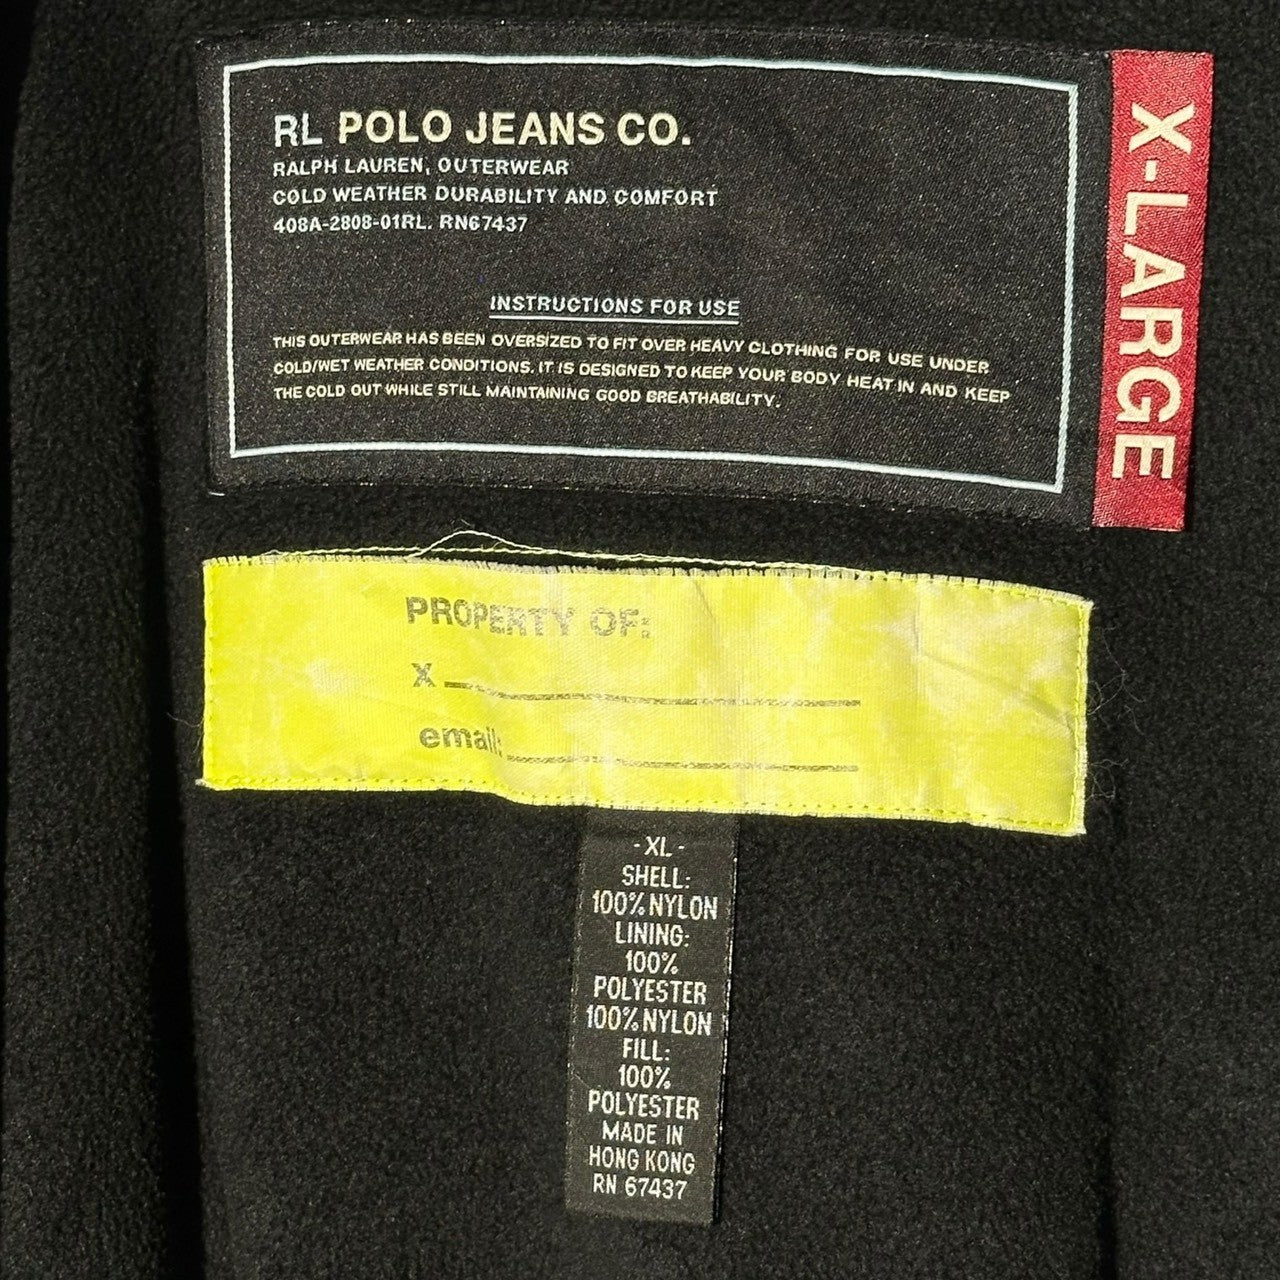 RL POLO JEANS CO.
RALPH LAUREN, OUTERWEAR
COLD WEATHER DURABILITY AND COMFORT
408A-2808-01RL. RN67437
INSTRUCTIONS FOR USE
THIS OUTERWEAR HAS BEEN OVERSIZED TO FIT OVER HEAVY CLOTHING FOR USE UNDER
COLD/WET WEATHER CONDITIONS. IT IS DESIGNED TO KEEP YOUR BODY HEAT IN AND KEEP
THE COLD OUT WHILE STILL MAINTAINING GOOD BREATHABILITY.
X-LARGE
PROPERTY OF:
X
email:
- XL -
SHELL:
100% NYLON
LINING:
100%
POLYESTER
100% NYLON
FILL:
100%
POLYESTER
MADE IN
HONG KONG
RN 67437